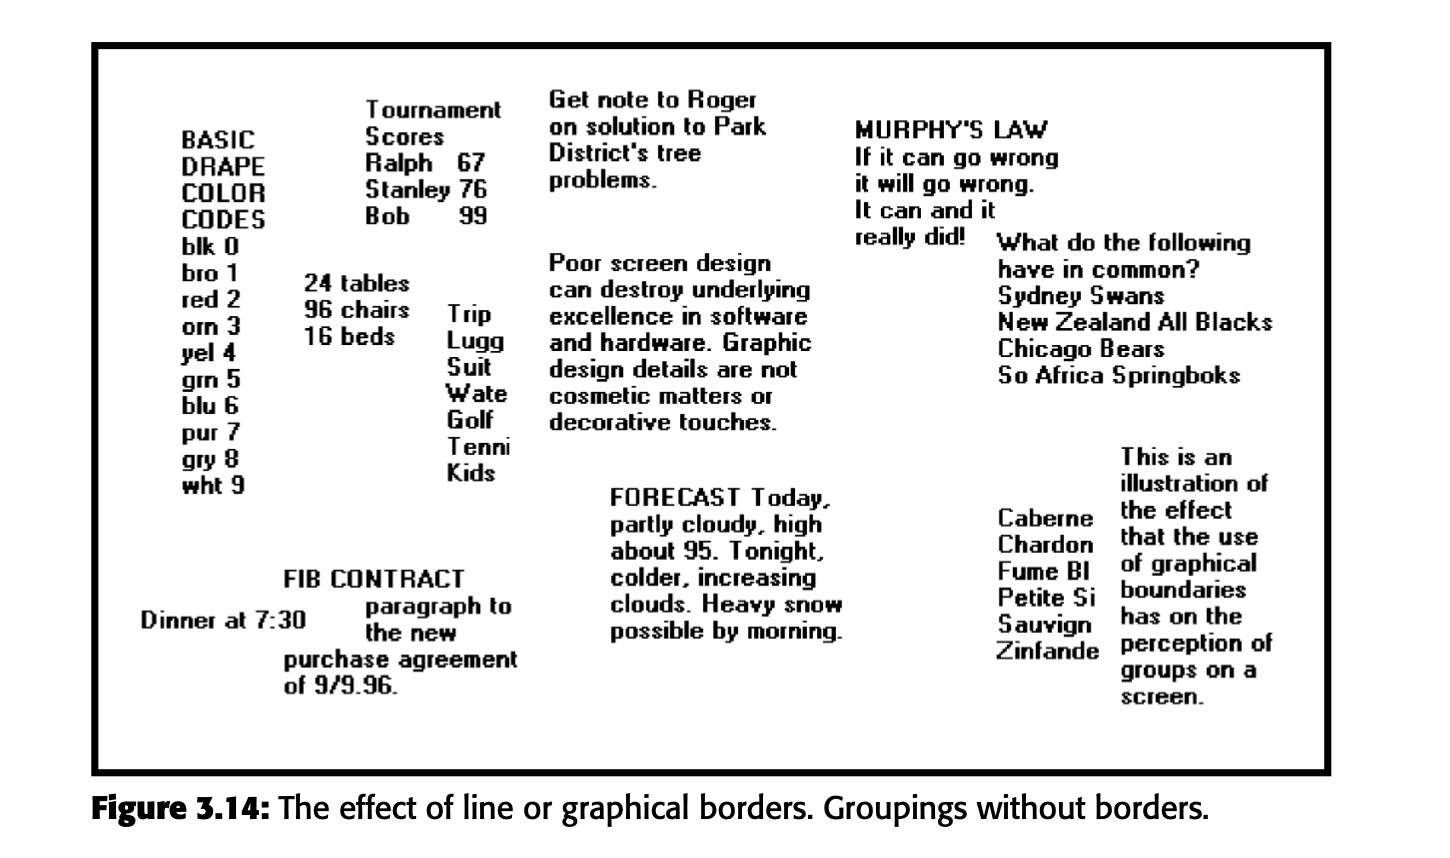 BASIC
DRAPE
COLOR
CODES
blk 0
bro 1
red 2
orn 3
yel 4
grn 5
blu 6
pur 7
gry 8
wht 9
Tournament
Scores
Ralph 67
Stanley 76
Bob 99
24 tables
96 chairs
16 beds
Trip
Lugg
Suit
Wate
Golf
Tenni
Kids
Get note to Roger
on solution to Park
District's tree
problems.
Poor screen design
can destroy underlying
excellence in software
and hardware. Graphic
design details are not
cosmetic matters or
decorative touches.
MURPHY'S LAW
If it can go wrong
it will go wrong.
It can and it
really did!
What do the following
have in common?
Sydney Swans
New Zealand All Blacks
Chicago Bears
So Africa Springboks
FORECAST Today,
partly cloudy, high
about 95. Tonight,
colder, increasing
clouds. Heavy snow
possible by morning.
Caberne
Chardon
Fume Bl
Petite Si
Sauvign
Zinfande
This is an
illustration of
the effect
that the use
of graphical
boundaries
has on the
perception of
groups on a
screen.
Dinner at 7:30
FIB CONTRACT
paragraph to
the new
purchase agreement
of 9/9.96.
Figure 3.14: The effect of line or graphical borders. Groupings without borders.